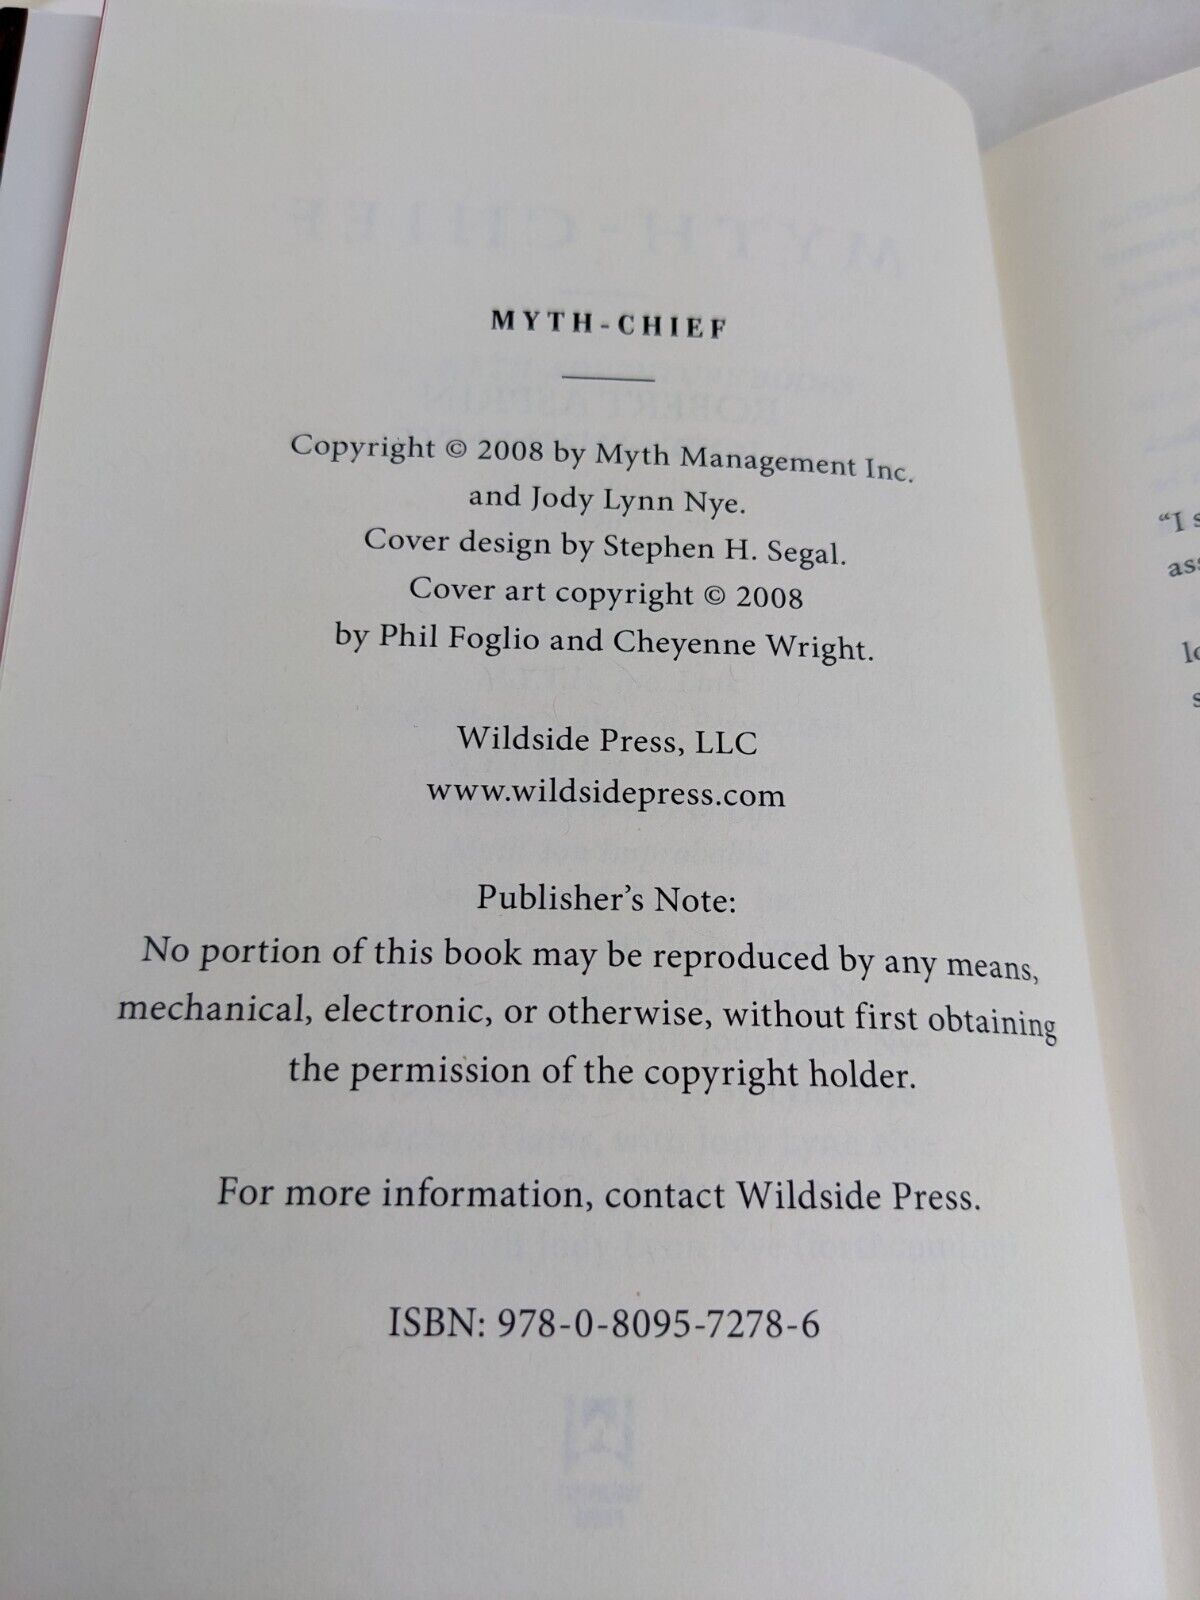 MYTH-CHIEF
Copyright © 2008 by Myth Management Inc.
and Jody Lynn Nye.
Cover design by Stephen H. Segal.
Cover art copyright © 2008
by Phil Foglio and Cheyenne Wright.
Wildside Press, LLC
www.wildsidepress.com
Publisher's Note:
No portion of this book may be reproduced by any means,
mechanical, electronic, or otherwise, without first obtaining
the permission of the copyright holder.
For more information, contact Wildside Press.
ISBN: 978-0-8095-7278-6
"I